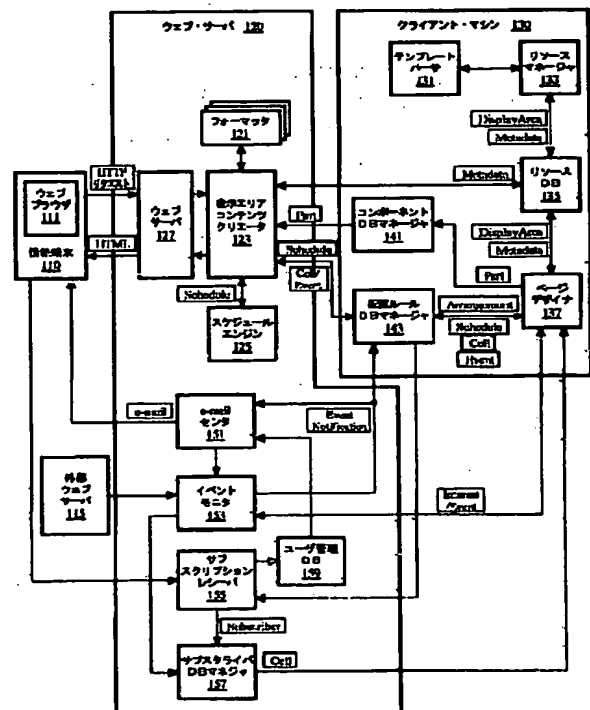 ウェブ・サーバ 120
クライアント・マシン 130
テンプレート
パーサ
131
リソース
マネージャ
133
フォーマッタ
121
DisplayArea
Metadata
HTTP
リクエスト
ウェブ
ブラウザ
111
情報端末
110
HTML
ウェブ
サーバ
127
表示エリア
コンテンツ
クリエータ
123
Metadata
リソース
DB
135
Part
コンポーネント
DBマネージャ
141
Schedule
Cell/
Event
DisplayArea
Metadata
Part
Schedule
スケジュール
エンジン
125
配置ルール
DBマネージャ
143
Arrangement
Schedule
Cell
Event
ページ
デザイナ
137
e-mail
e-mail
センダ
151
Event
Notification
外部
ウェブ
サーバ
115
イベント
モニタ
153
サブ
スクリプション
レシーバ
155
ユーザ管理
DB
159
Subscriber
サブスクライバ
DBマネジャ
157
Cell